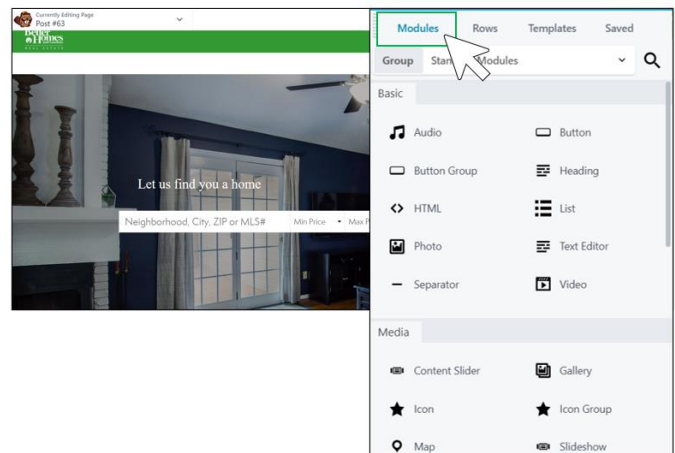 Currently Editing Page
Post #63
Better
Homes
REAL ESTATE
Let us find you a home
Neighborhood, City, ZIP or MLS#
Min Price
Max P
Modules
Rows
Templates
Saved
Group
Stan
Modules
Basic
Audio
Button
Button Group
Heading
HTML
List
Photo
Text Editor
Separator
Video
Media
Content Slider
Gallery
Icon
Icon Group
Map
Slideshow